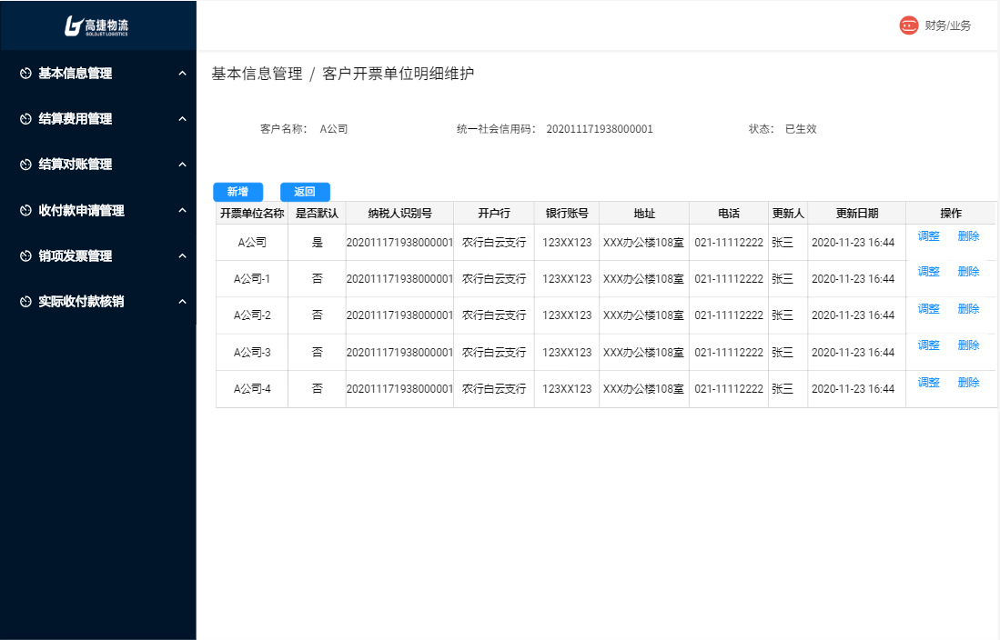 高捷物流
GOLDJET LOGISTICS
财务/业务
基本信息管理
结算费用管理
结算对账管理
收付款申请管理
销项发票管理
实际收付款核销
基本信息管理 / 客户开票单位明细维护
客户名称： A公司 统一社会信用码： 202011171938000001 状态： 已生效
新增 返回
开票单位名称 是否默认 纳税人识别号 开户行 银行账号 地址 电话 更新人 更新日期 操作
A公司 是 202011171938000001 农行白云支行 123XX123 XXX办公楼108室 021-11112222 张三 2020-11-23 16:44 调整 删除
A公司-1 否 202011171938000001 农行白云支行 123XX123 XXX办公楼108室 021-11112222 张三 2020-11-23 16:44 调整 删除
A公司-2 否 202011171938000001 农行白云支行 123XX123 XXX办公楼108室 021-11112222 张三 2020-11-23 16:44 调整 删除
A公司-3 否 202011171938000001 农行白云支行 123XX123 XXX办公楼108室 021-11112222 张三 2020-11-23 16:44 调整 删除
A公司-4 否 202011171938000001 农行白云支行 123XX123 XXX办公楼108室 021-11112222 张三 2020-11-23 16:44 调整 删除